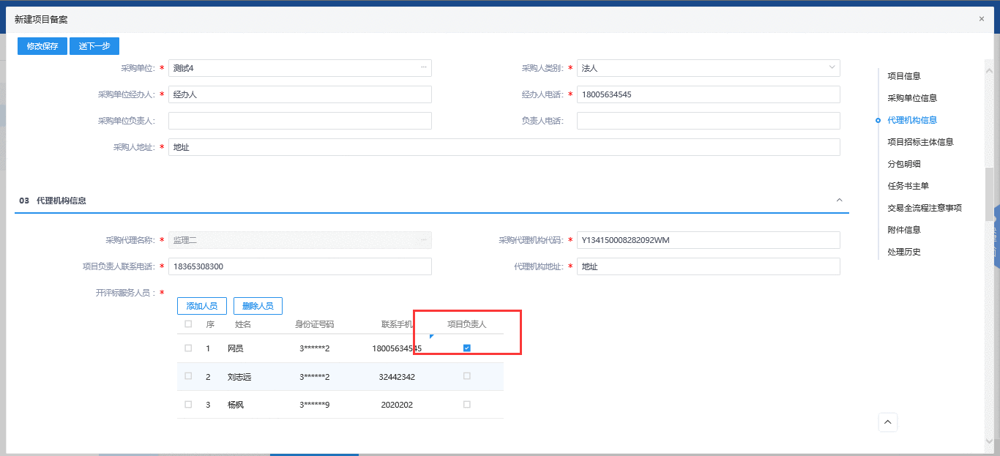 新建项目备案
修改保存 送下一步
采购单位: * 测试4 采购人类别: * 法人
采购单位经办人: * 经办人 经办人电话: * 18005634545
采购单位负责人: 负责人电话:
采购人地址: * 地址
03 代理机构信息
采购代理名称: * 监理二 采购代理机构代码: * Y134150008282092WM
项目负责人联系电话: * 18365308300 代理机构地址: * 地址
开评标服务人员: *
添加人员 删除人员
序 姓名 身份证号码 联系手机 项目负责人
1 网员 3******2 18005634545
2 刘志远 3******2 32442342
3 杨枫 3******9 2020202
项目信息
采购单位信息
代理机构信息
项目招标主体信息
分包明细
任务书主单
交易全流程注意事项
附件信息
处理历史